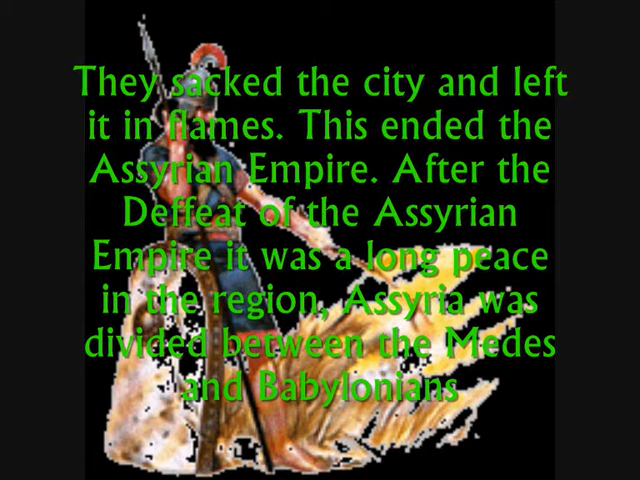 They sacked the city and left
it in flames. This ended the
Assyrian Empire. After the
Deffeat of the Assyrian
Empire it was a long peace
in the region, Assyria was
divided between the Medes
and Babylonians